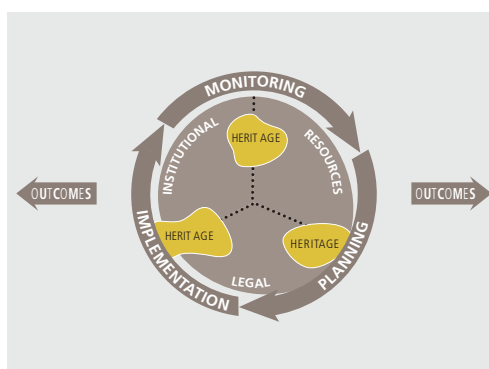 MONITORING
INSTITUTIONAL
RESOURCES
HERIT AGE
OUTCOMES
OUTCOMES
HERIT AGE
HERITAGE
IMPLEMENTATION
LEGAL
PLANNING